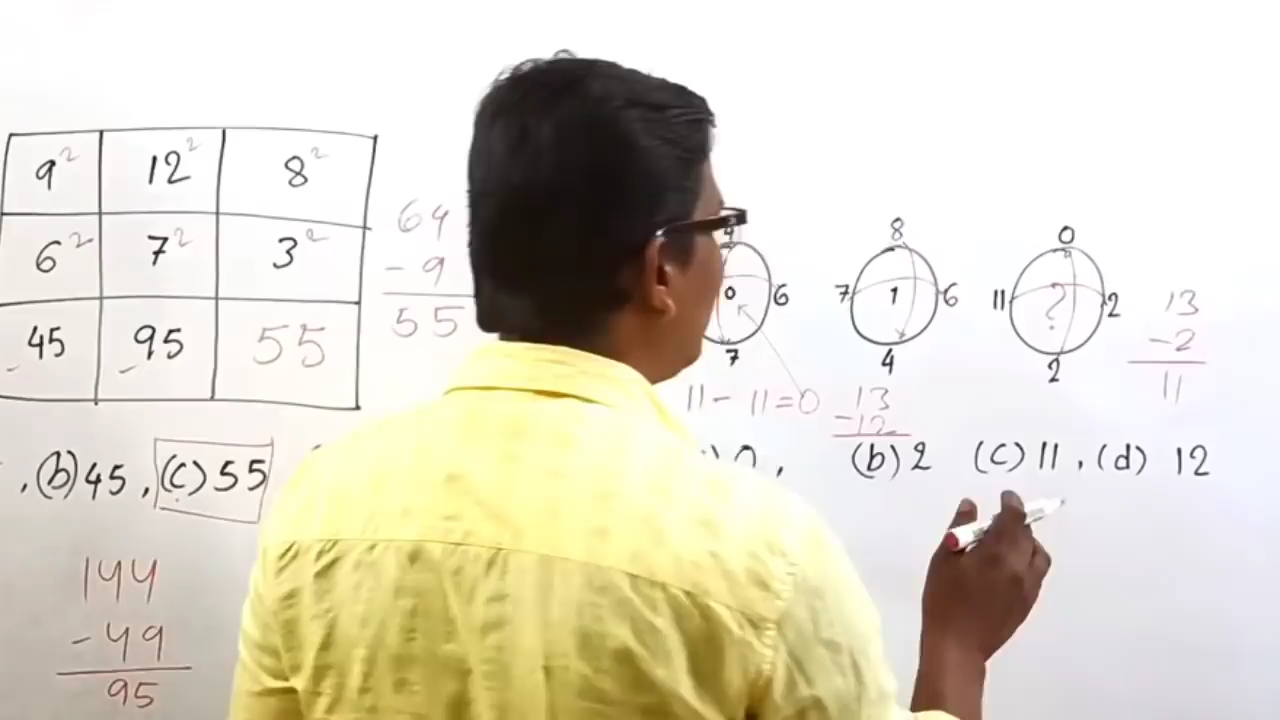 9² 12² 8²
6² 7² 3²
45 95 55
64
- 9
55
0 6
7
11 - 11 = 0
8
7 1 6
4
13
- 12
0
11 ? 2
2
13
- 2
11
, (b) 45 , (c) 55
, (b) 2 (c) 11 , (d) 12
144
- 49
95